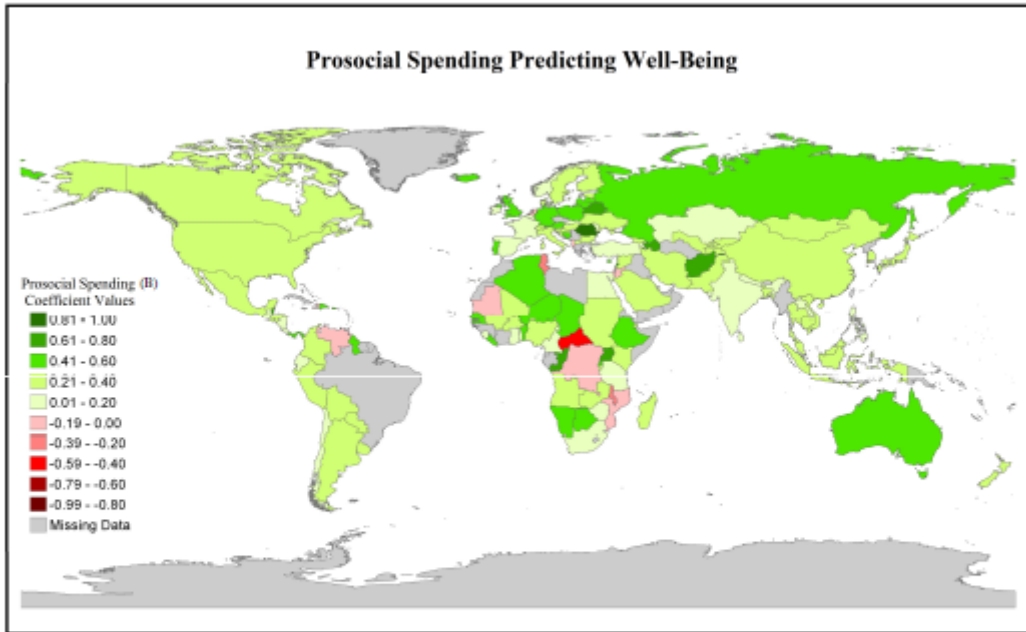 Prosocial Spending Predicting Well-Being
Prosocial Spending (B)
Coefficient Values
0.81 - 1.00
0.61 - 0.80
0.41 - 0.60
0.21 - 0.40
0.01 - 0.20
-0.19 - 0.00
-0.39 - -0.20
-0.59 - -0.40
-0.79 - -0.60
-0.99 - -0.80
Missing Data